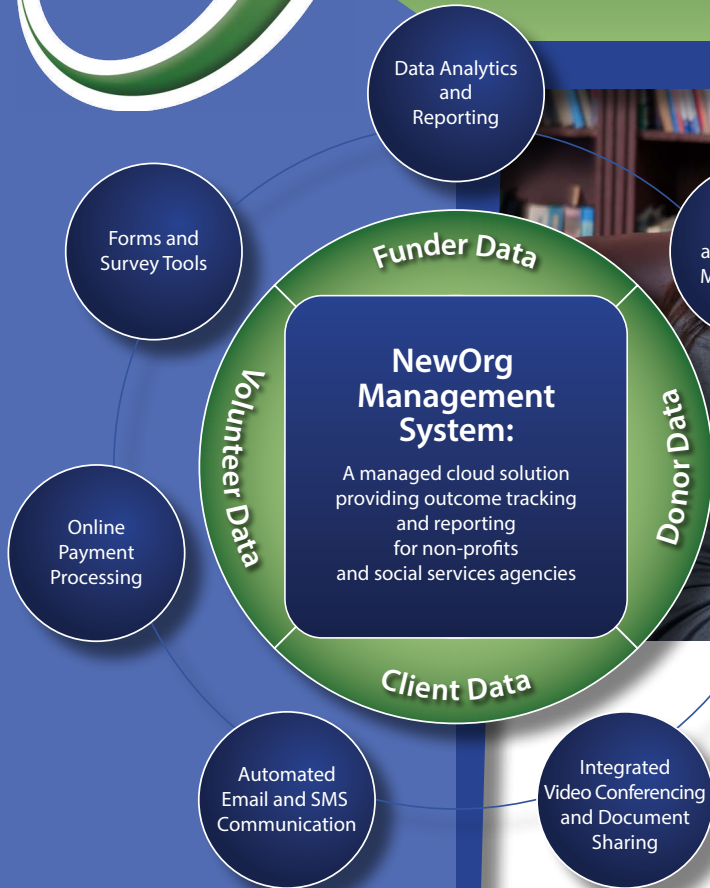 Data Analytics
and
Reporting
Forms and
Survey Tools
Funder Data
Volunteer Data
NewOrg
Management
System:
A managed cloud solution
providing outcome tracking
and reporting
for non-profits
and social services agencies
Donor Data
Online
Payment
Processing
Client Data
Automated
Email and SMS
Communication
Integrated
Video Conferencing
and Document
Sharing